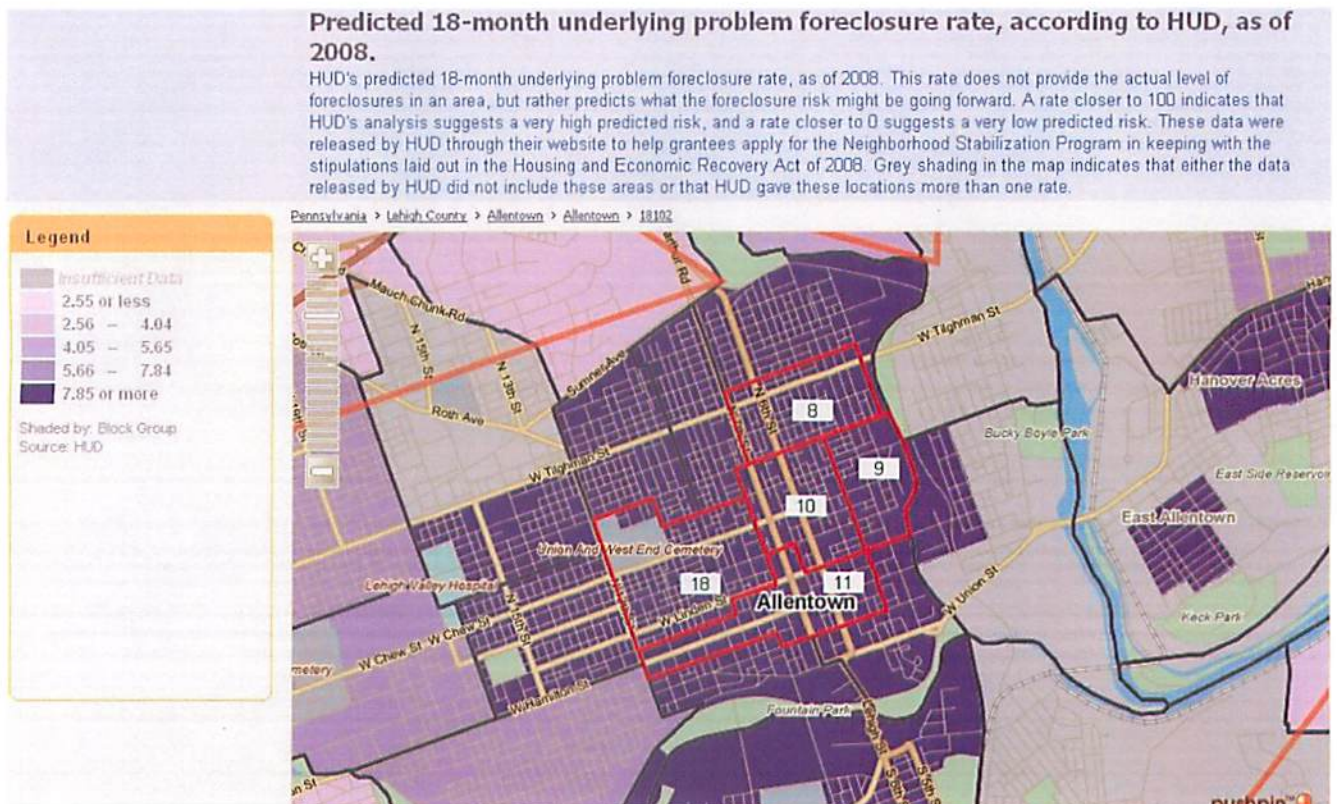 Predicted 18-month underlying problem foreclosure rate, according to HUD, as of
2008.
HUD's predicted 18-month underlying problem foreclosure rate, as of 2008. This rate does not provide the actual level of
foreclosures in an area, but rather predicts what the foreclosure risk might be going forward. A rate closer to 100 indicates that
HUD's analysis suggests a very high predicted risk, and a rate closer to 0 suggests a very low predicted risk. These data were
released by HUD through their website to help grantees apply for the Neighborhood Stabilization Program in keeping with the
stipulations laid out in the Housing and Economic Recovery Act of 2008. Grey shading in the map indicates that either the data
released by HUD did not include these areas or that HUD gave these locations more than one rate.
Pennsylvania > Lehigh County > Allentown > Allentown > 18102
Legend
Insufficient Data
2.55 or less
2.56 – 4.04
4.05 – 5.65
5.66 – 7.84
7.85 or more
Shaded by: Block Group
Source: HUD
Mauch Chunk Rd
N 15th St
N 13th St
Sumner Ave
Roth Ave
W Tilghman St
W Tilghman St
Hanover Acres
8
Bucky Boyle Park
9
East Side Reservoir
10
East Allentown
Union And West End Cemetery
Lehigh Valley Hospital
18
11
Allentown
W Linden St
W Union St
N 15th St
Keck Park
W Chew St
W Chew St
W Hamilton St
Fountain Park
Lehigh St
S 5th St